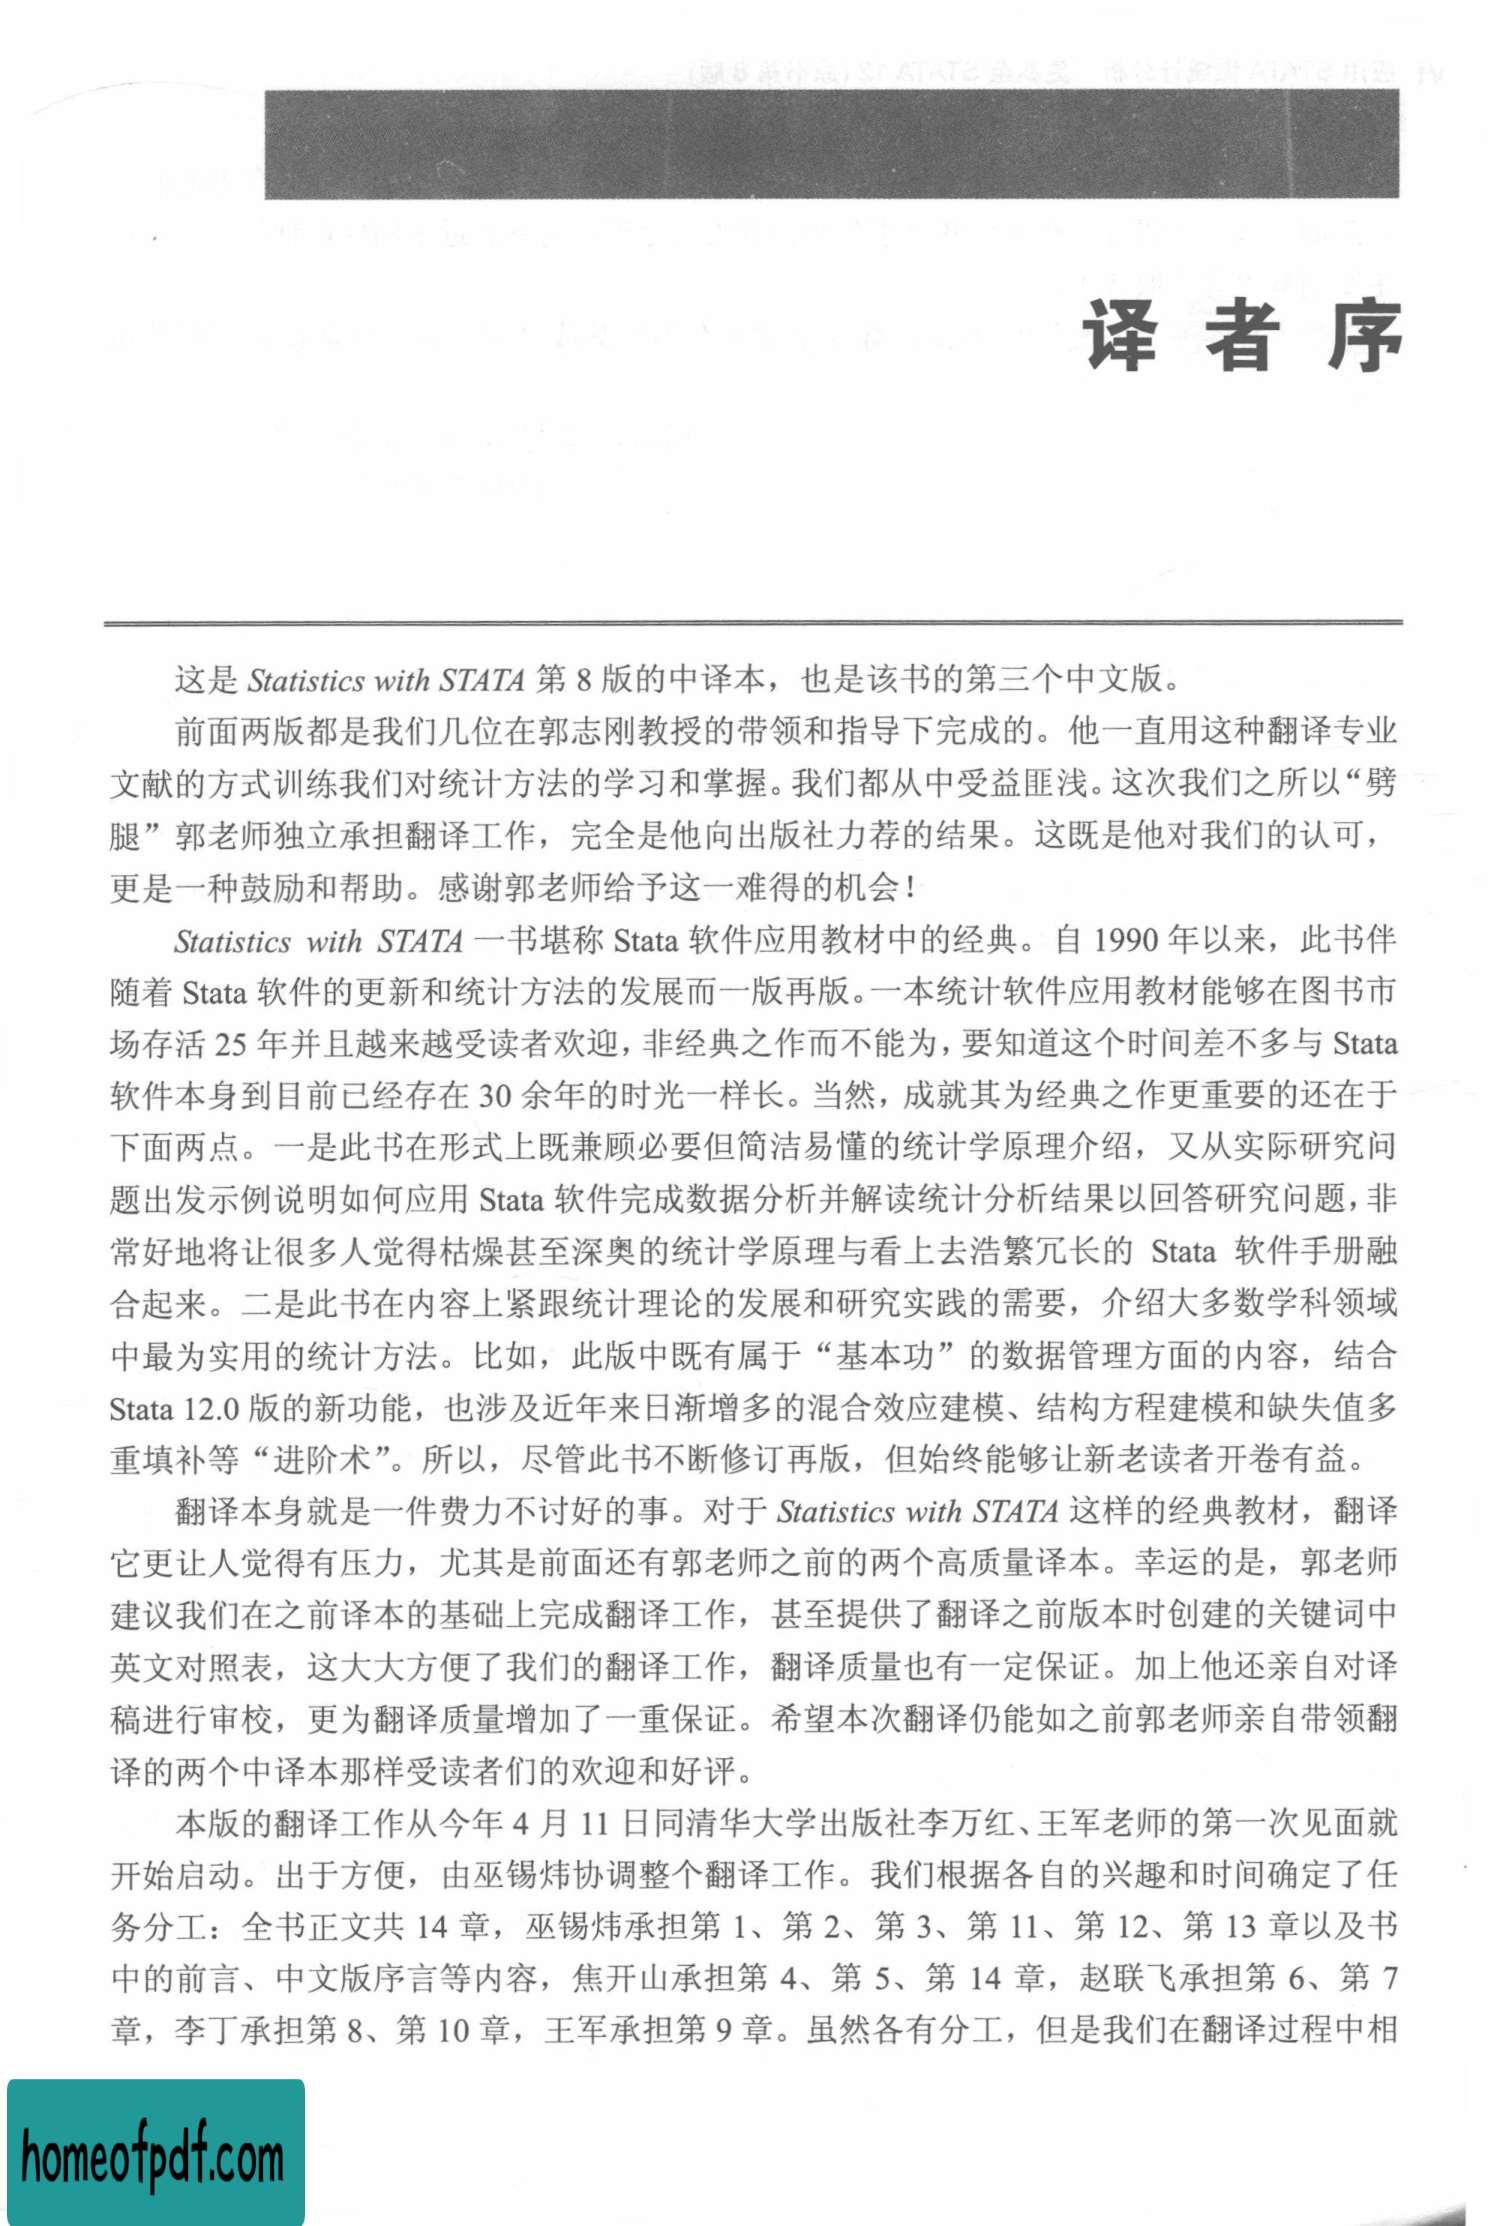 译者序
这是 Statistics with STATA 第 8 版的中译本，也是该书的第三个中文版。
前面两版都是我们几位在郭志刚教授的带领和指导下完成的。他一直用这种翻译专业
文献的方式训练我们对统计方法的学习和掌握。我们都从中受益匪浅。这次我们之所以“劈
腿”郭老师独立承担翻译工作，完全是他向出版社力荐的结果。这既是他对我们的认可，
更是一种鼓励和帮助。感谢郭老师给予这一难得的机会！
Statistics with STATA 一书堪称 Stata 软件应用教材中的经典。自 1990 年以来，此书伴
随着 Stata 软件的更新和统计方法的发展而一版再版。一本统计软件应用教材能够在图书市
场存活 25 年并且越来越受读者欢迎，非经典之作而不能为，要知道这个时间差不多与 Stata
软件本身到目前已经存在 30 余年的时光一样长。当然，成就其为经典之作更重要的还在于
下面两点。一是此书在形式上既兼顾必要但简洁易懂的统计学原理介绍，又从实际研究问
题出发示例说明如何应用 Stata 软件完成数据分析并解读统计分析结果以回答研究问题，非
常好地将让很多人觉得枯燥甚至深奥的统计学原理与看上去浩繁冗长的 Stata 软件手册融
合起来。二是此书在内容上紧跟统计理论的发展和研究实践的需要，介绍大多数学科领域
中最为实用的统计方法。比如，此版中既有属于“基本功”的数据管理方面的内容，结合
Stata 12.0 版的新功能，也涉及近年来日渐增多的混合效应建模、结构方程建模和缺失值多
重填补等“进阶术”。所以，尽管此书不断修订再版，但始终能够让新老读者开卷有益。
翻译本身就是一件费力不讨好的事。对于 Statistics with STATA 这样的经典教材，翻译
它更让人觉得有压力，尤其是前面还有郭老师之前的两个高质量译本。幸运的是，郭老师
建议我们在之前译本的基础上完成翻译工作，甚至提供了翻译之前版本时创建的关键词中
英文对照表，这大大方便了我们的翻译工作，翻译质量也有一定保证。加上他还亲自对译
稿进行审校，更为翻译质量增加了一重保证。希望本次翻译仍能如之前郭老师亲自带领翻
译的两个中译本那样受读者们的欢迎和好评。
本版的翻译工作从今年 4 月 11 日同清华大学出版社李万红、王军老师的第一次见面就
开始启动。出于方便，由巫锡炜协调整个翻译工作。我们根据各自的兴趣和时间确定了任
务分工：全书正文共 14 章，巫锡炜承担第 1、第 2、第 3、第 11、第 12、第 13 章以及书
中的前言、中文版序言等内容，焦开山承担第 4、第 5、第 14 章，赵联飞承担第 6、第 7
章，李丁承担第 8、第 10 章，王军承担第 9 章。虽然各有分工，但是我们在翻译过程中相
homeofpdf.com